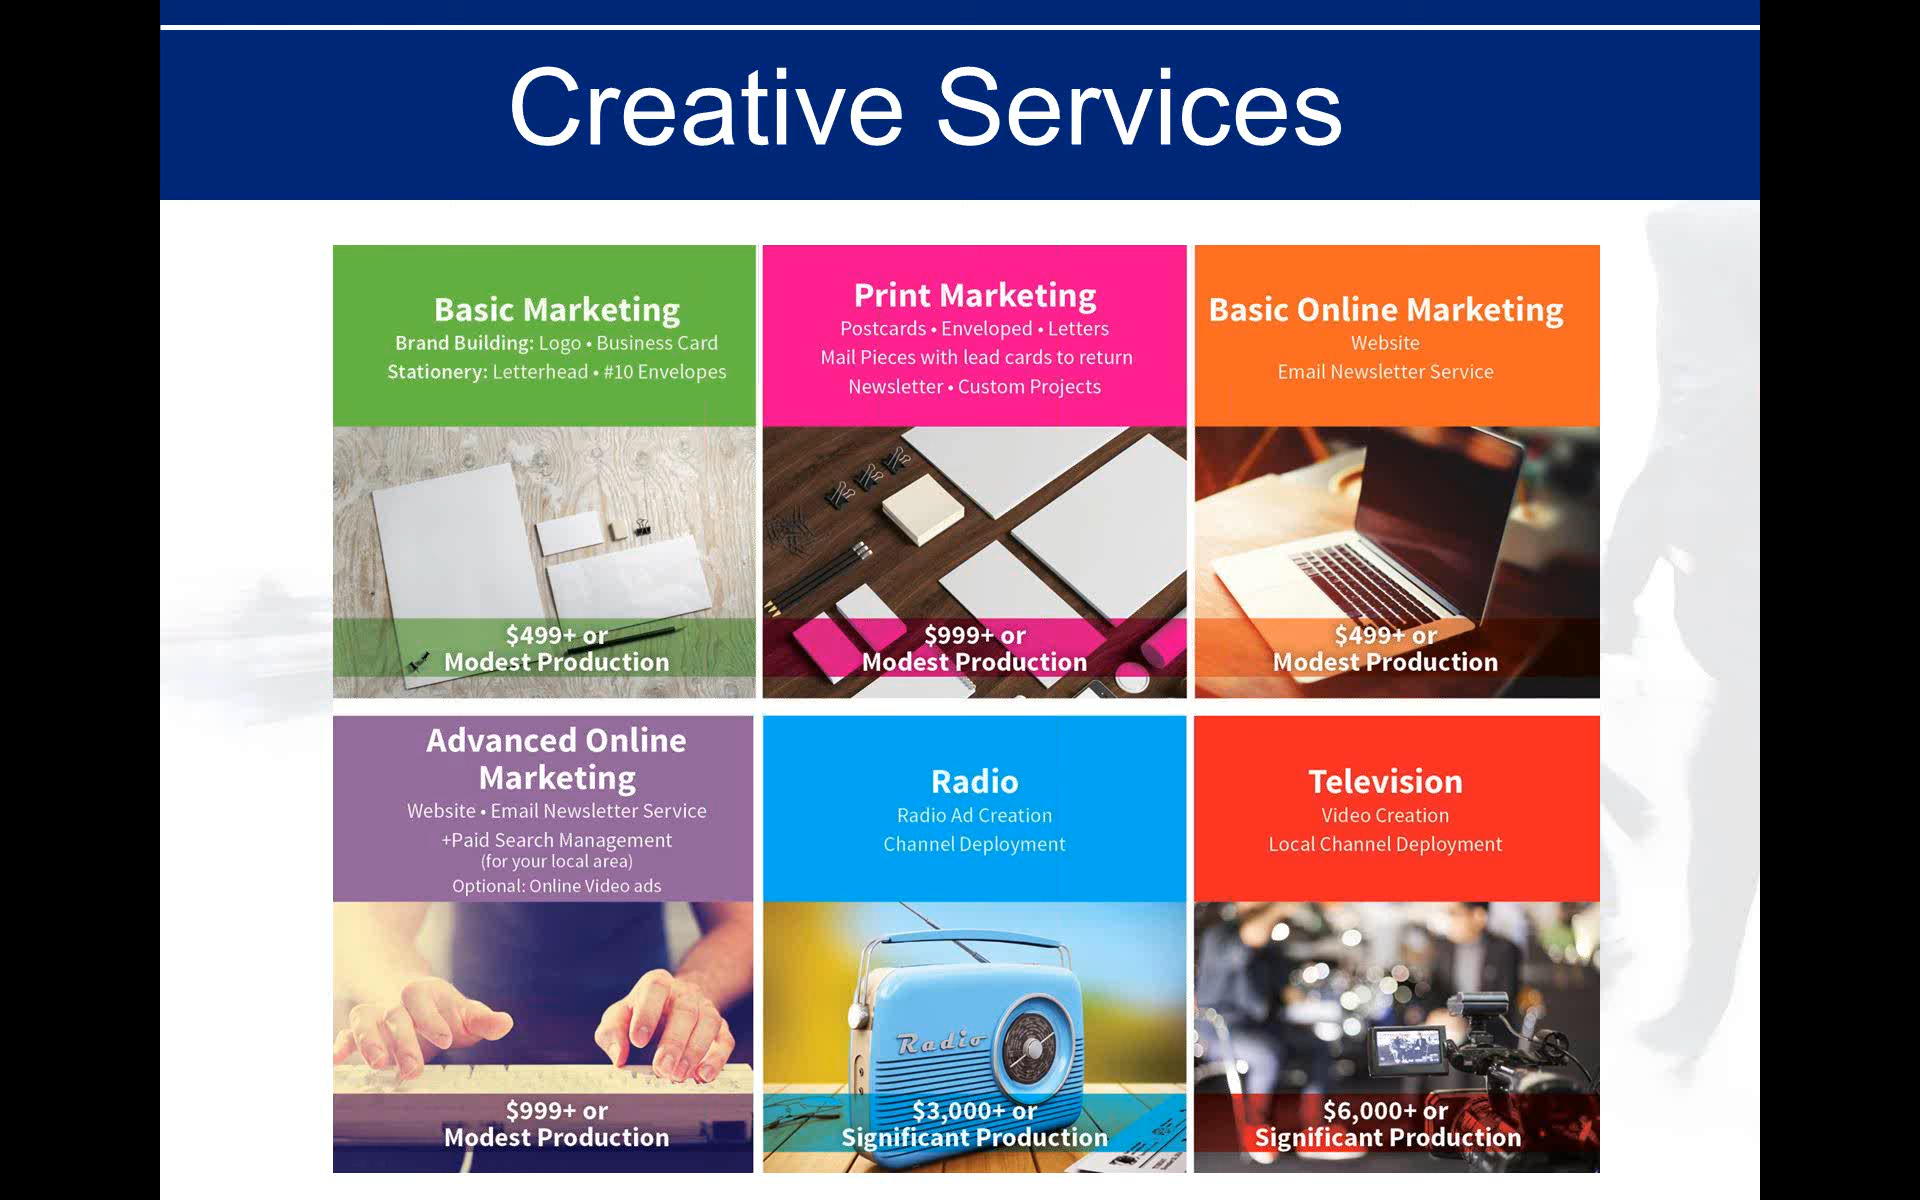 Creative Services
Basic Marketing
Brand Building: Logo • Business Card
Stationery: Letterhead • #10 Envelopes
$499+ or
Modest Production
Print Marketing
Postcards • Enveloped • Letters
Mail Pieces with lead cards to return
Newsletter • Custom Projects
$999+ or
Modest Production
Basic Online Marketing
Website
Email Newsletter Service
$499+ or
Modest Production
Advanced Online
Marketing
Website • Email Newsletter Service
+Paid Search Management
(for your local area)
Optional: Online Video ads
$999+ or
Modest Production
Radio
Radio Ad Creation
Channel Deployment
Radio
$3,000+ or
Significant Production
Television
Video Creation
Local Channel Deployment
$6,000+ or
Significant Production